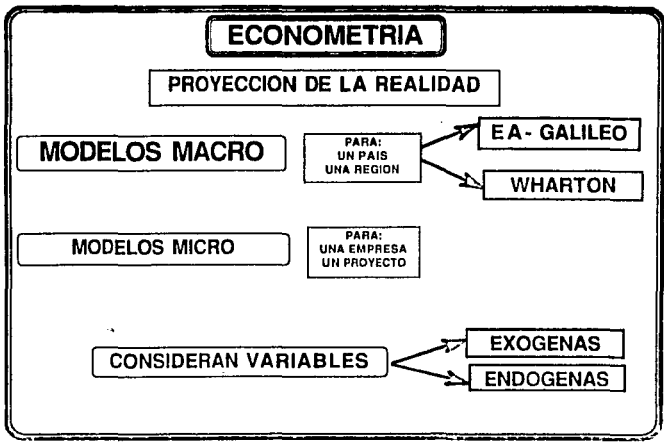 ECONOMETRIA
PROYECCION DE LA REALIDAD
MODELOS MACRO
PARA:
UN PAIS
UNA REGION
EA- GALILEO
WHARTON
MODELOS MICRO
PARA:
UNA EMPRESA
UN PROYECTO
CONSIDERAN VARIABLES
EXOGENAS
ENDOGENAS